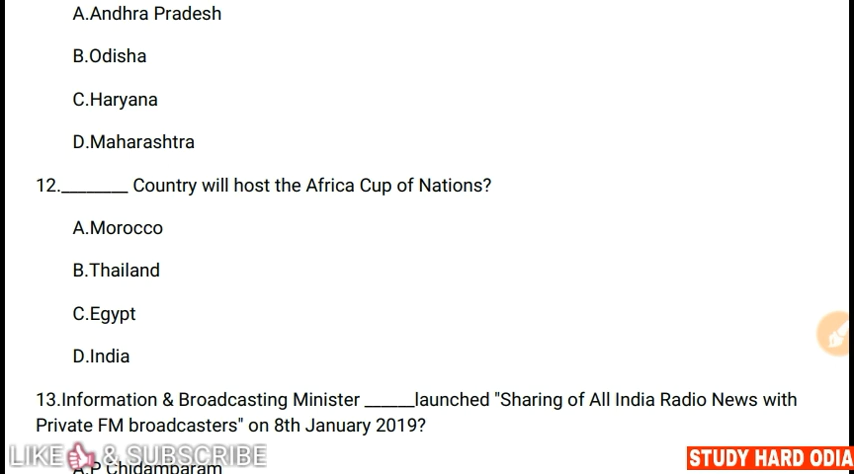 A.Andhra Pradesh
B.Odisha
C.Haryana
D.Maharashtra
12.______ Country will host the Africa Cup of Nations?
A.Morocco
B.Thailand
C.Egypt
D.India
13.Information & Broadcasting Minister _____launched "Sharing of All India Radio News with
Private FM broadcasters" on 8th January 2019?
LIKE & SUBSCRIBE
A.P Chidambaram
STUDY HARD ODIA